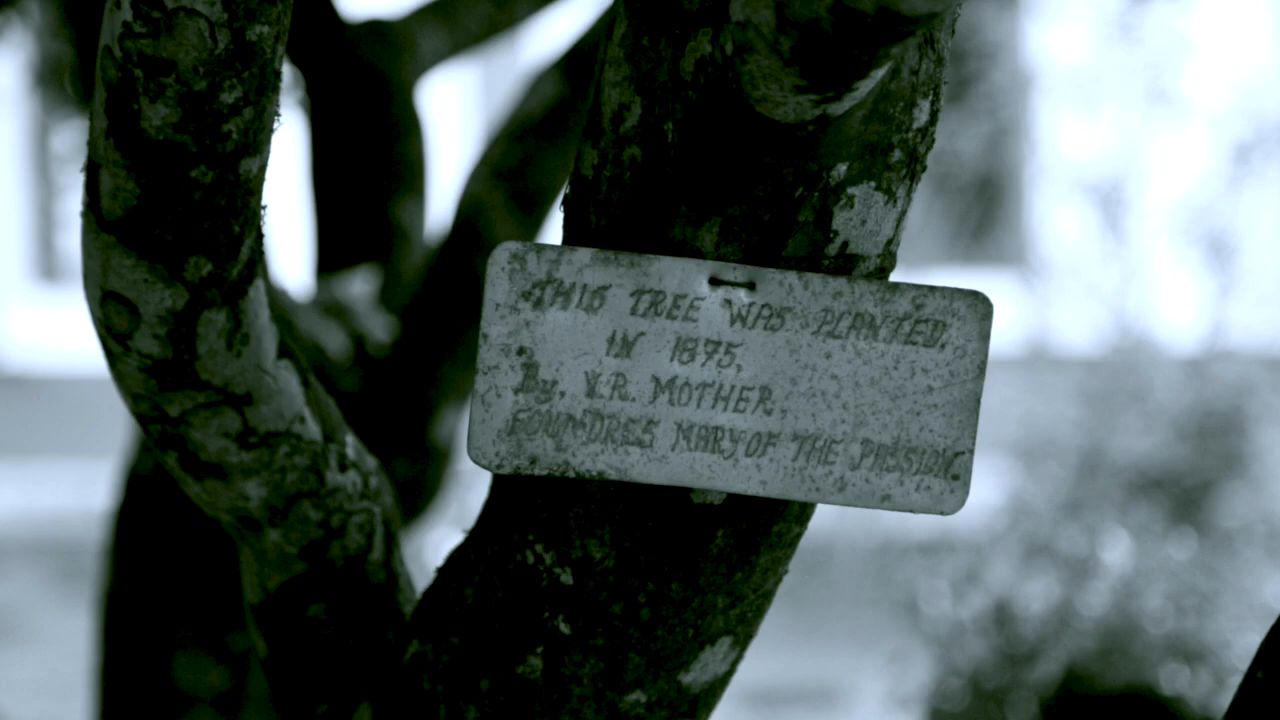 THIS TREE WAS PLANTED.
IN 1875,
By, V.R. MOTHER,
FOUNDRES MARY OF THE PASSION.